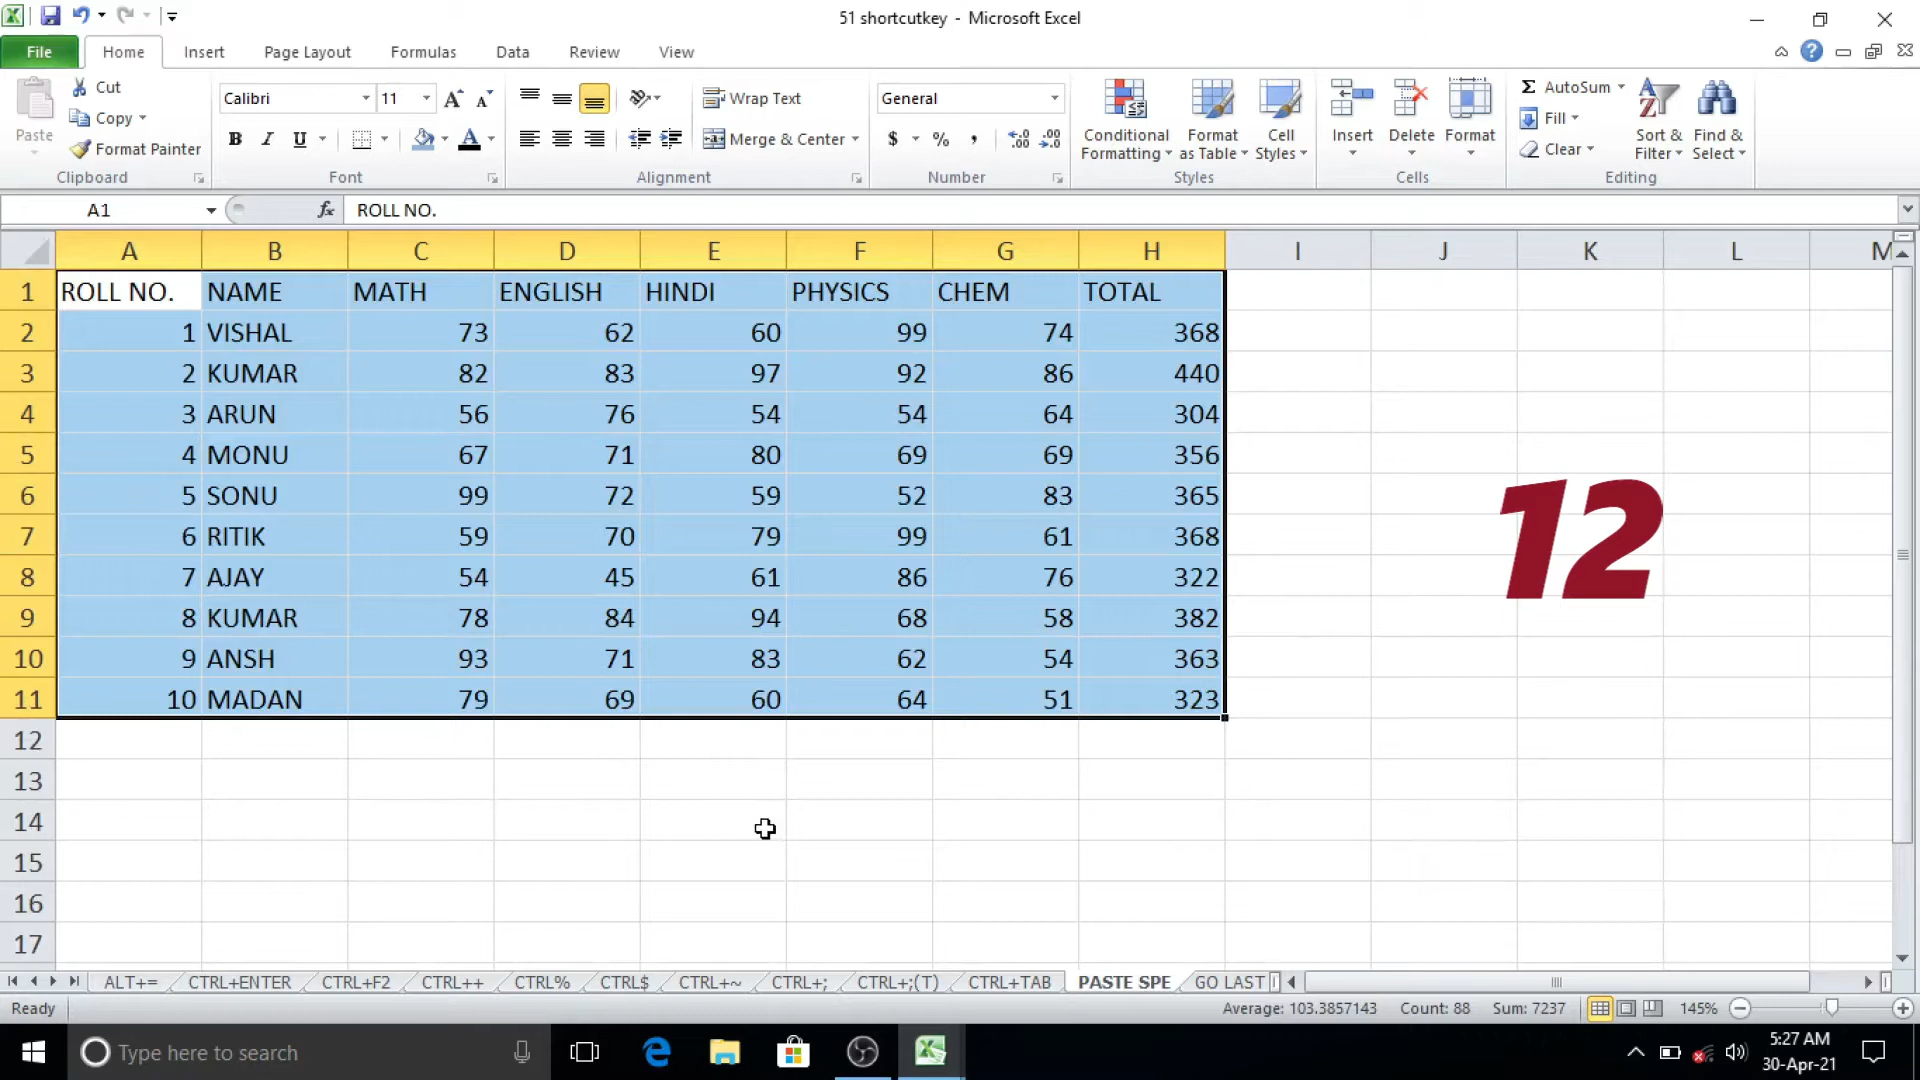 51 shortcutkey - Microsoft Excel
File Home Insert Page Layout Formulas Data Review View
Paste
Cut
Copy
Format Painter
Clipboard
Calibri 11
B I U
Font
Wrap Text
Merge & Center
Alignment
General
$ % ,
Number
Conditional Formatting
Format as Table
Cell Styles
Styles
Insert Delete Format
Cells
AutoSum
Fill
Clear
Sort & Filter
Find & Select
Editing
A1 fx ROLL NO.
A B C D E F G H I J K L M
1 ROLL NO. NAME MATH ENGLISH HINDI PHYSICS CHEM TOTAL
2 1 VISHAL 73 62 60 99 74 368
3 2 KUMAR 82 83 97 92 86 440
4 3 ARUN 56 76 54 54 64 304
5 4 MONU 67 71 80 69 69 356
6 5 SONU 99 72 59 52 83 365
7 6 RITIK 59 70 79 99 61 368
8 7 AJAY 54 45 61 86 76 322
9 8 KUMAR 78 84 94 68 58 382
10 9 ANSH 93 71 83 62 54 363
11 10 MADAN 79 69 60 64 51 323
12
12
13
14
15
16
17
ALT+= CTRL+ENTER CTRL+F2 CTRL++ CTRL% CTRL$ CTRL+~ CTRL+; CTRL+;(T) CTRL+TAB PASTE SPE GO LAST
Ready Average: 103.3857143 Count: 88 Sum: 7237 145%
Type here to search
5:27 AM
30-Apr-21